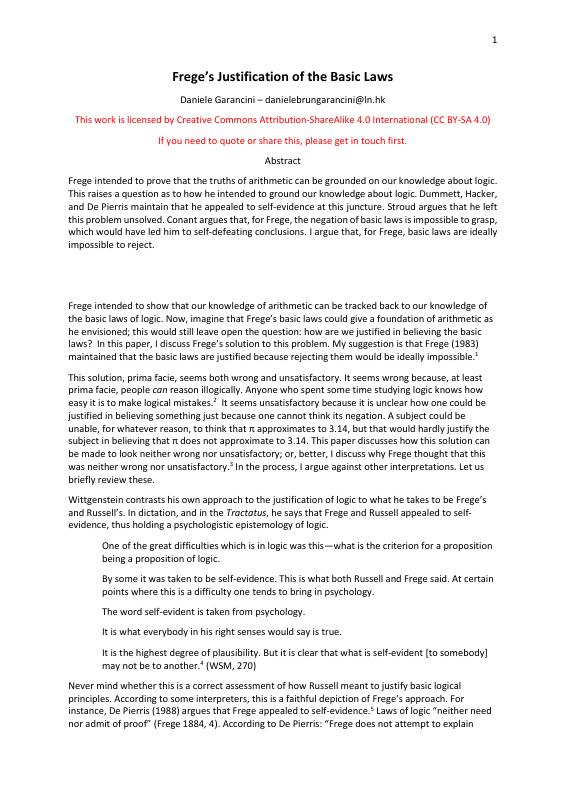 1
Frege's Justification of the Basic Laws
Daniele Garancini – danielebrungarancini@ln.hk
This work is licensed by Creative Commons Attribution-ShareAlike 4.0 International (CC BY-SA 4.0)
If you need to quote or share this, please get in touch first.
Abstract
Frege intended to prove that the truths of arithmetic can be grounded on our knowledge about logic.
This raises a question as to how he intended to ground our knowledge about logic. Dummett, Hacker,
and De Pierris maintain that he appealed to self-evidence at this juncture. Stroud argues that he left
this problem unsolved. Conant argues that, for Frege, the negation of basic laws is impossible to grasp,
which would have led him to self-defeating conclusions. I argue that, for Frege, basic laws are ideally
impossible to reject.
Frege intended to show that our knowledge of arithmetic can be tracked back to our knowledge of
the basic laws of logic. Now, imagine that Frege's basic laws could give a foundation of arithmetic as
he envisioned; this would still leave open the question: how are we justified in believing the basic
laws?  In this paper, I discuss Frege's solution to this problem. My suggestion is that Frege (1983)
maintained that the basic laws are justified because rejecting them would be ideally impossible.¹
This solution, prima facie, seems both wrong and unsatisfactory. It seems wrong because, at least
prima facie, people can reason illogically. Anyone who spent some time studying logic knows how
easy it is to make logical mistakes.²  It seems unsatisfactory because it is unclear how one could be
justified in believing something just because one cannot think its negation. A subject could be
unable, for whatever reason, to think that π approximates to 3.14, but that would hardly justify the
subject in believing that π does not approximate to 3.14. This paper discusses how this solution can
be made to look neither wrong nor unsatisfactory; or, better, I discuss why Frege thought that this
was neither wrong nor unsatisfactory.³ In the process, I argue against other interpretations. Let us
briefly review these.
Wittgenstein contrasts his own approach to the justification of logic to what he takes to be Frege's
and Russell's. In dictation, and in the Tractatus, he says that Frege and Russell appealed to self-
evidence, thus holding a psychologistic epistemology of logic.
One of the great difficulties which is in logic was this—what is the criterion for a proposition
being a proposition of logic.
By some it was taken to be self-evidence. This is what both Russell and Frege said. At certain
points where this is a difficulty one tends to bring in psychology.
The word self-evident is taken from psychology.
It is what everybody in his right senses would say is true.
It is the highest degree of plausibility. But it is clear that what is self-evident [to somebody]
may not be to another.⁴ (WSM, 270)
Never mind whether this is a correct assessment of how Russell meant to justify basic logical
principles. According to some interpreters, this is a faithful depiction of Frege's approach. For
instance, De Pierris (1988) argues that Frege appealed to self-evidence.⁵ Laws of logic "neither need
nor admit of proof" (Frege 1884, 4). According to De Pierris: "Frege does not attempt to explain